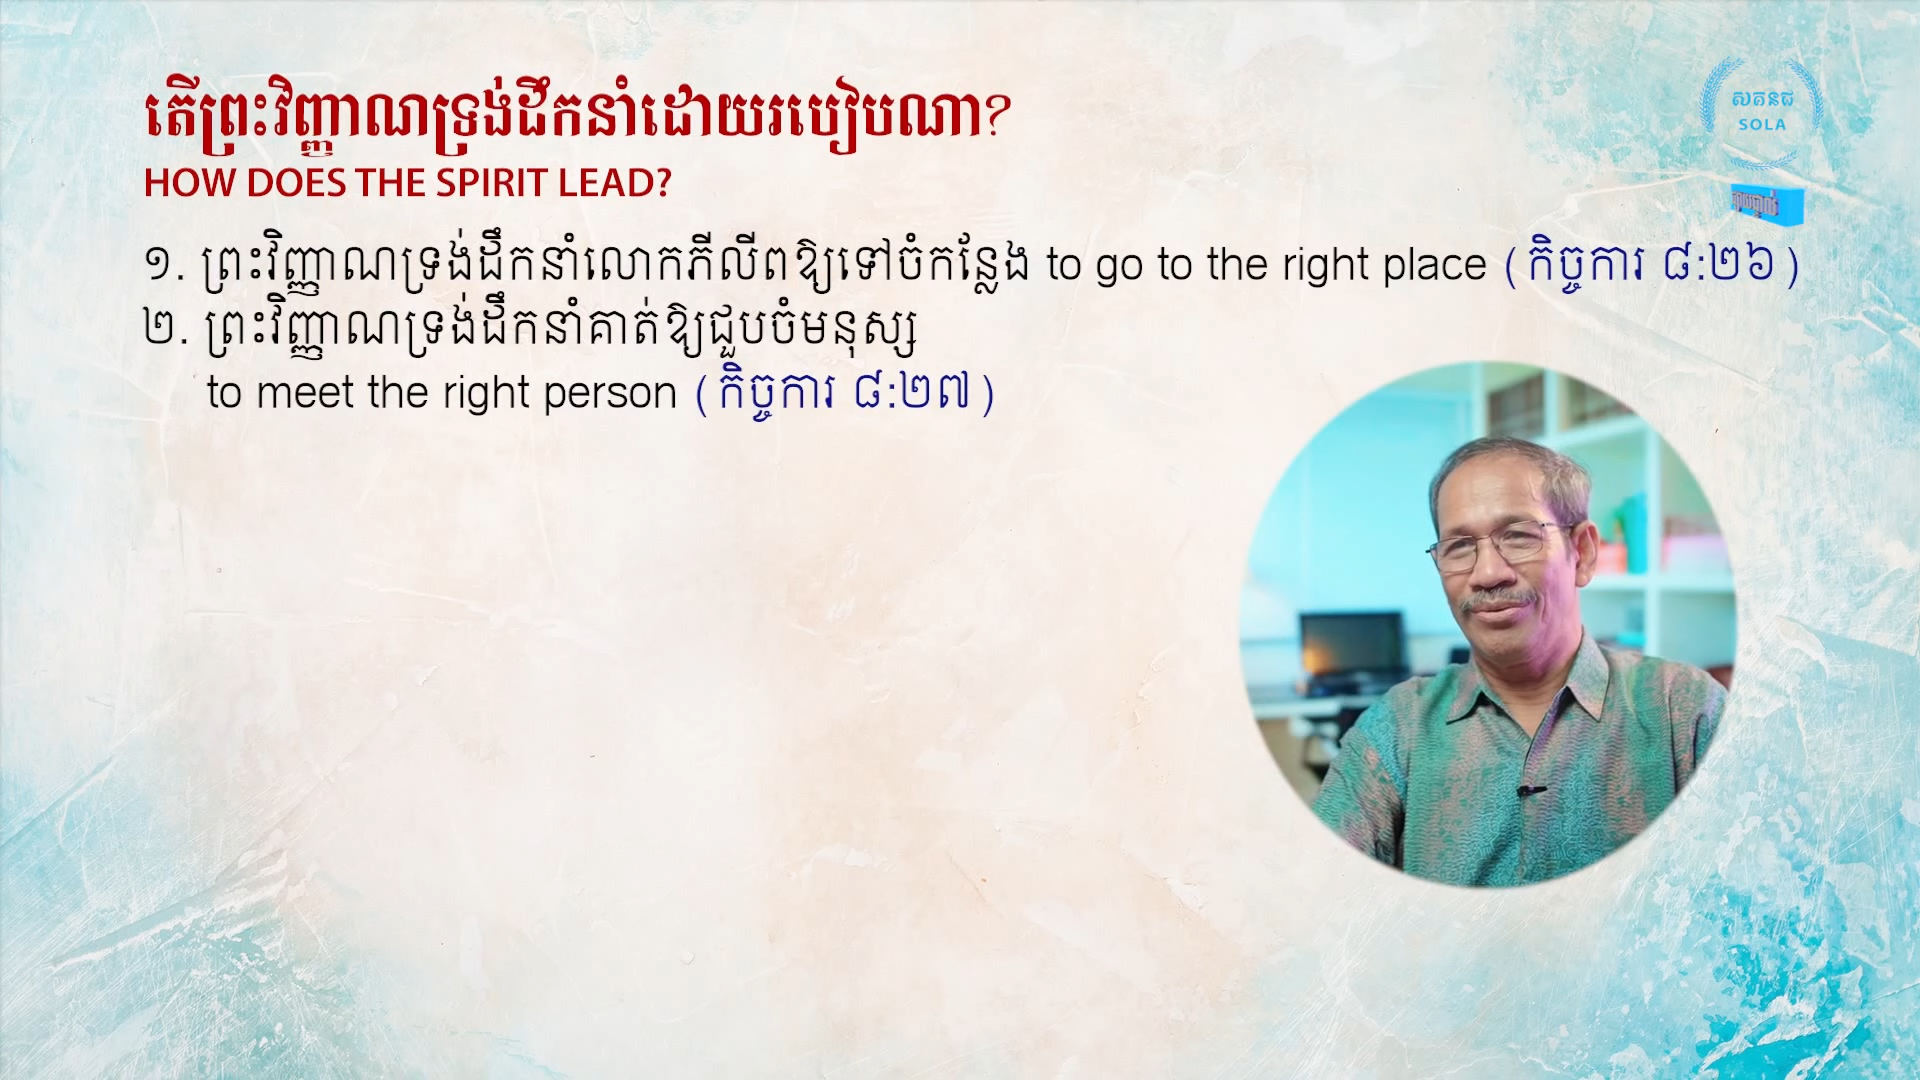 តើព្រះវិញ្ញាណទ្រង់ដឹកនាំដោយរបៀបណា?
HOW DOES THE SPIRIT LEAD?
១. ព្រះវិញ្ញាណទ្រង់ដឹកនាំលោកភីលីពឱ្យទៅចំកន្លែង to go to the right place (កិច្ចការ ៨:២៦)
២. ព្រះវិញ្ញាណទ្រង់ដឹកនាំគាត់ឱ្យជួបចំមនុស្ស
to meet the right person (កិច្ចការ ៨:២៧)
សគនជ
SOLA